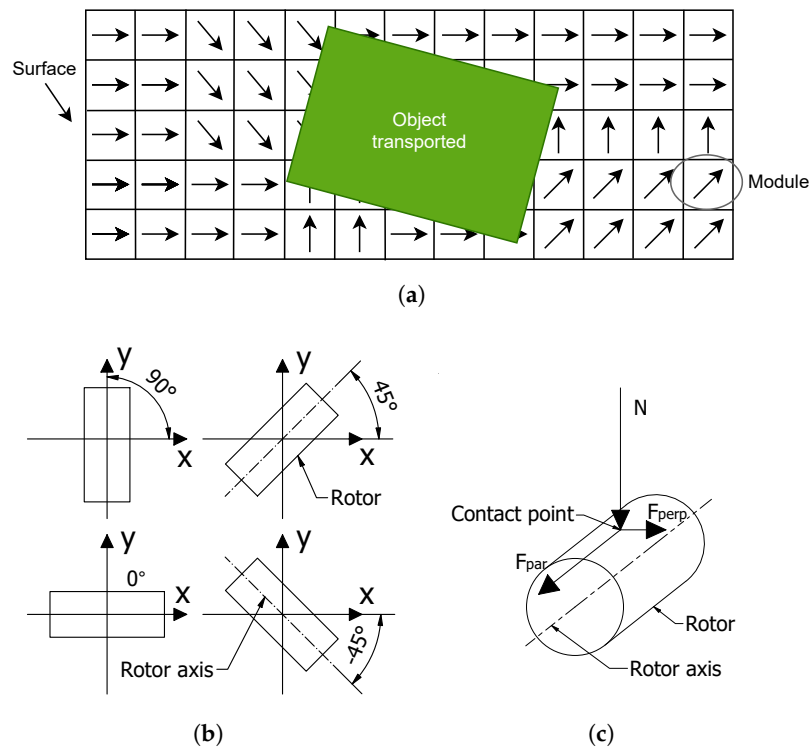 Surface
Object
transported
Module
(a)
y
90°
x
y
45°
x
Rotor
y
0°
x
y
x
-45°
Rotor axis
(b)
N
Contact point
Fperp
Fpar
Rotor
Rotor axis
(c)